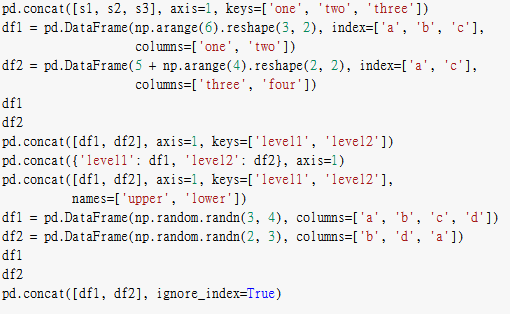 pd.concat([s1, s2, s3], axis=1, keys=['one', 'two', 'three'])
df1 = pd.DataFrame(np.arange(6).reshape(3, 2), index=['a', 'b', 'c'],
columns=['one', 'two'])
df2 = pd.DataFrame(5 + np.arange(4).reshape(2, 2), index=['a', 'c'],
columns=['three', 'four'])
df1
df2
pd.concat([df1, df2], axis=1, keys=['level1', 'level2'])
pd.concat({'level1': df1, 'level2': df2}, axis=1)
pd.concat([df1, df2], axis=1, keys=['level1', 'level2'],
names=['upper', 'lower'])
df1 = pd.DataFrame(np.random.randn(3, 4), columns=['a', 'b', 'c', 'd'])
df2 = pd.DataFrame(np.random.randn(2, 3), columns=['b', 'd', 'a'])
df1
df2
pd.concat([df1, df2], ignore_index=True)